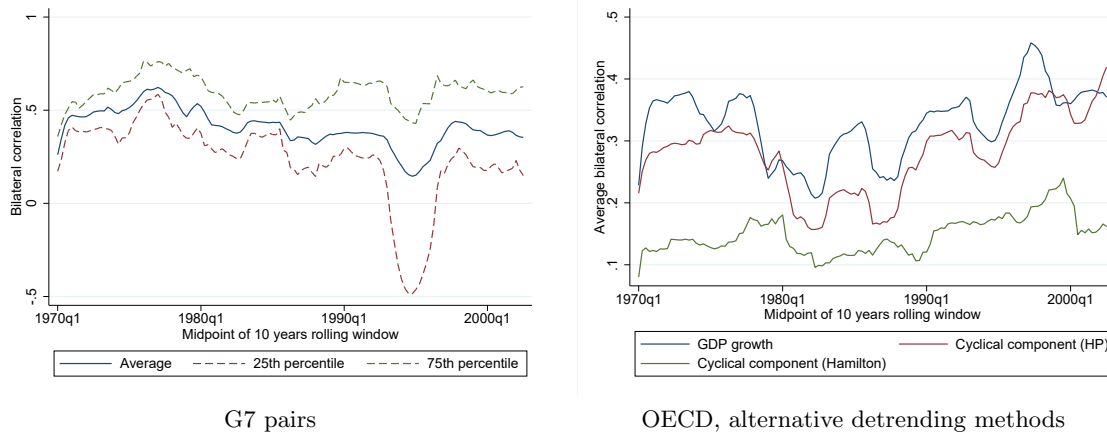 1
.5
0
-.5
Bilateral correlation
1970q1 1980q1 1990q1 2000q1
Midpoint of 10 years rolling window
Average 25th percentile 75th percentile
G7 pairs
.5
.4
.3
.2
.1
Average bilateral correlation
1970q1 1980q1 1990q1 2000q1
Midpoint of 10 years rolling window
GDP growth Cyclical component (HP)
Cyclical component (Hamilton)
OECD, alternative detrending methods